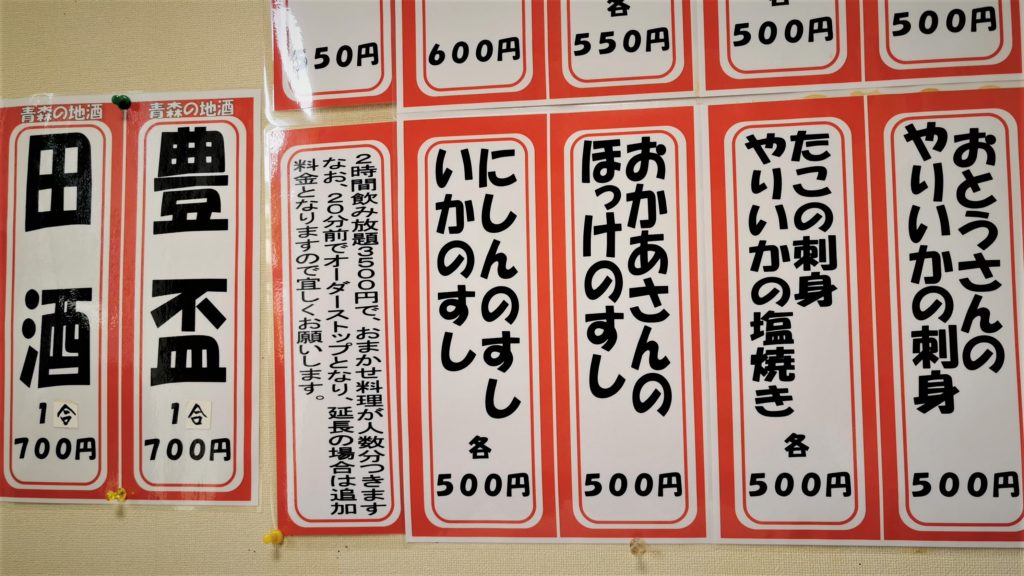 各
500円
各
500円
各
550円
600円
550円
おとうさんの
やりいかの刺身
500円
たこの刺身
やりいかの塩焼き
各
500円
おかあさんの
ほっけのすし
500円
にしんのすし
いかのすし
各
500円
2時間飲み放題3500円で、おまかせ料理が人数分つきます
なお、20分前でオーダーストップとなり、延長の場合は追加
料金となりますので宜しくお願いします。
青森の地酒
豊盃
1合
700円
青森の地酒
田酒
1合
700円